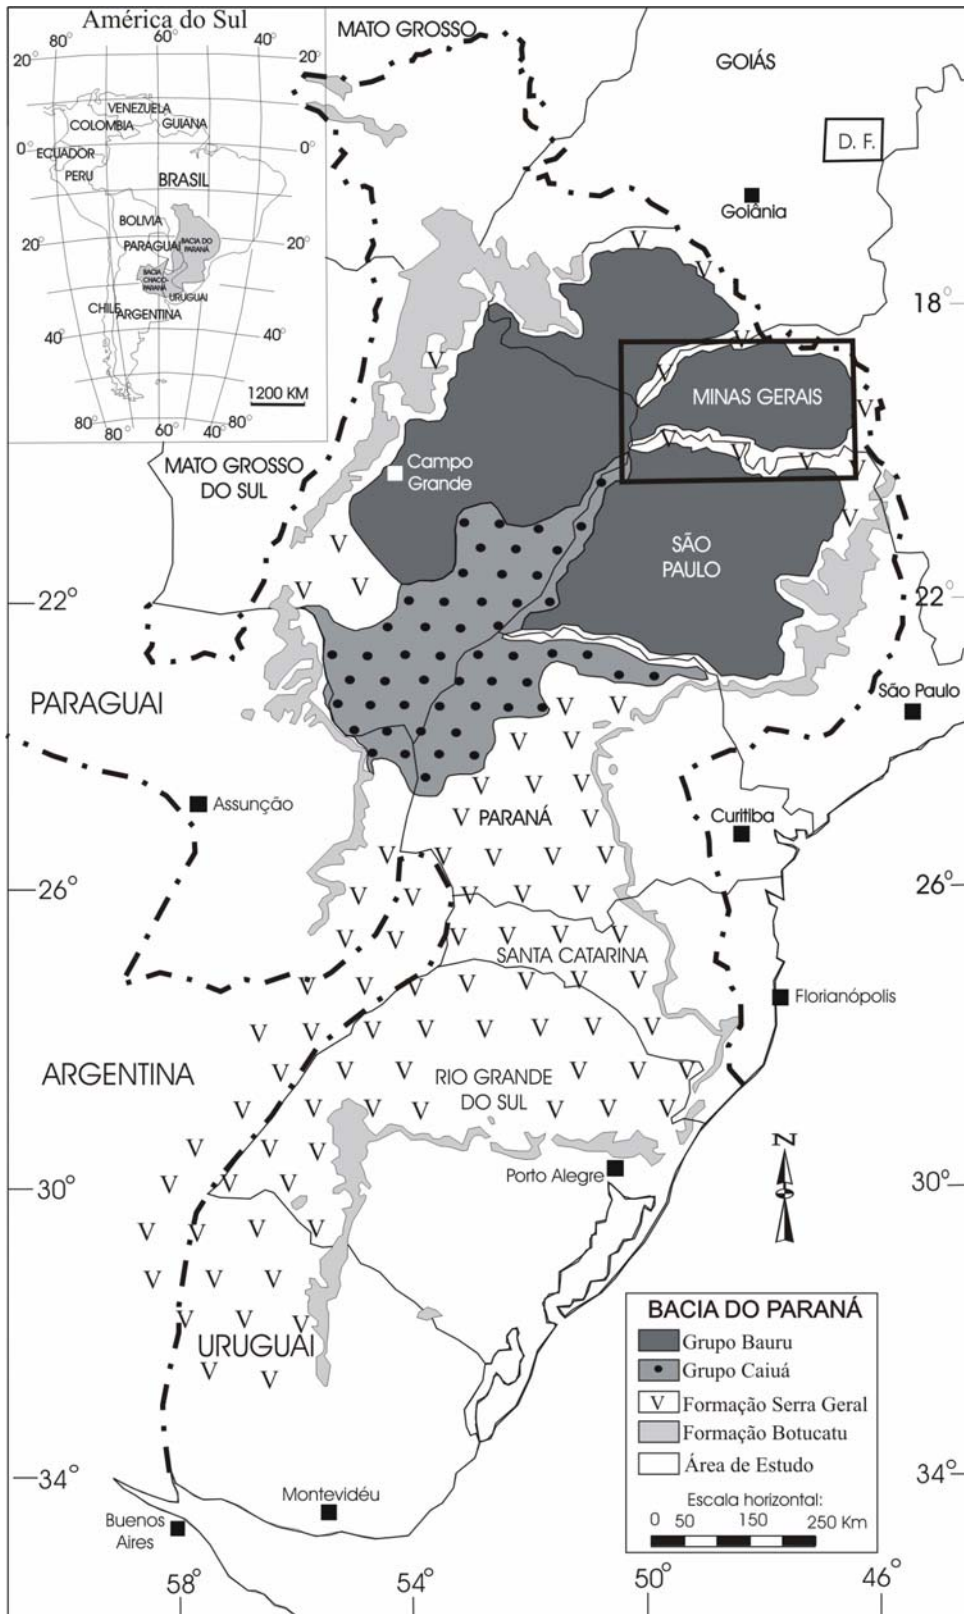 América do Sul
80° 60° 40°
20° 20°
VENEZUELA
COLOMBIA GUIANA
0° 0°
ECUADOR
PERU
BRASIL
BOLIVIA
20° PARAGUAI BACIA DO PARANÁ 20°
BACIA CHACO-PARANÁ
URUGUAI
CHILE ARGENTINA
40° 40°
1200 KM
80° 80° 60° 40° 80°
MATO GROSSO
GOIÁS
D. F.
Goiânia
18°
MINAS GERAIS
MATO GROSSO
DO SUL
Campo
Grande
SÃO
PAULO
22° 22°
PARAGUAI
São Paulo
Assunção
PARANÁ
Curitiba
26° 26°
SANTA CATARINA
Florianópolis
ARGENTINA
RIO GRANDE
DO SUL
N
Porto Alegre
30° 30°
URUGUAI
BACIA DO PARANÁ
Grupo Bauru
Grupo Caiuá
V Formação Serra Geral
Formação Botucatu
Área de Estudo
Escala horizontal:
0 50 150 250 Km
34° 34°
Montevidéu
Buenos
Aires
58° 54° 50° 46°